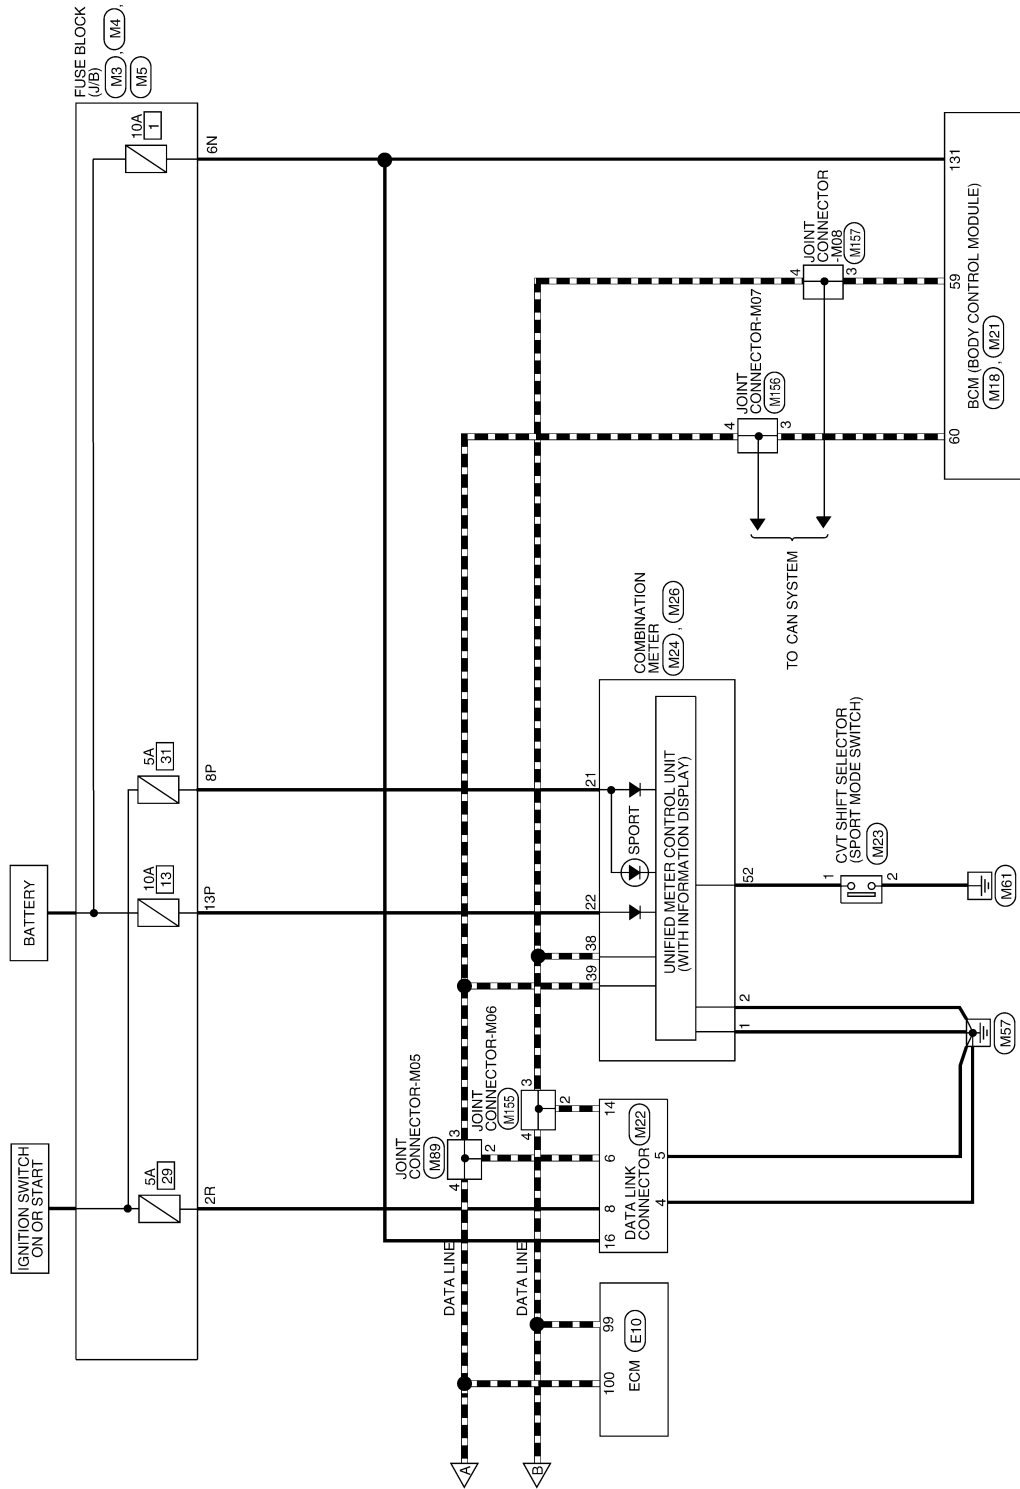 IGNITION SWITCH
ON OR START
BATTERY
FUSE BLOCK
(J/B)
M3 , M4 ,
M5
5A
29
10A
13
5A
31
10A
1
2R
13P
8P
6N
DATA LINE
DATA LINE
A
B
JOINT
CONNECTOR-M05
M89
4
3
2
JOINT
CONNECTOR-M06
M155
4
3
2
JOINT
CONNECTOR-M07
M156
4
3
JOINT
CONNECTOR
-M08
M157
4
3
TO CAN SYSTEM
100
99
ECM
E10
16
8
6
14
DATA LINK
CONNECTOR
M22
4
5
39
38
22
21
COMBINATION
METER
M24 , M26
SPORT
UNIFIED METER CONTROL UNIT
(WITH INFORMATION DISPLAY)
1
2
52
CVT SHIFT SELECTOR
(SPORT MODE SWITCH)
M23
1
2
M57
M61
60
59
131
BCM (BODY CONTROL MODULE)
M18 , M21